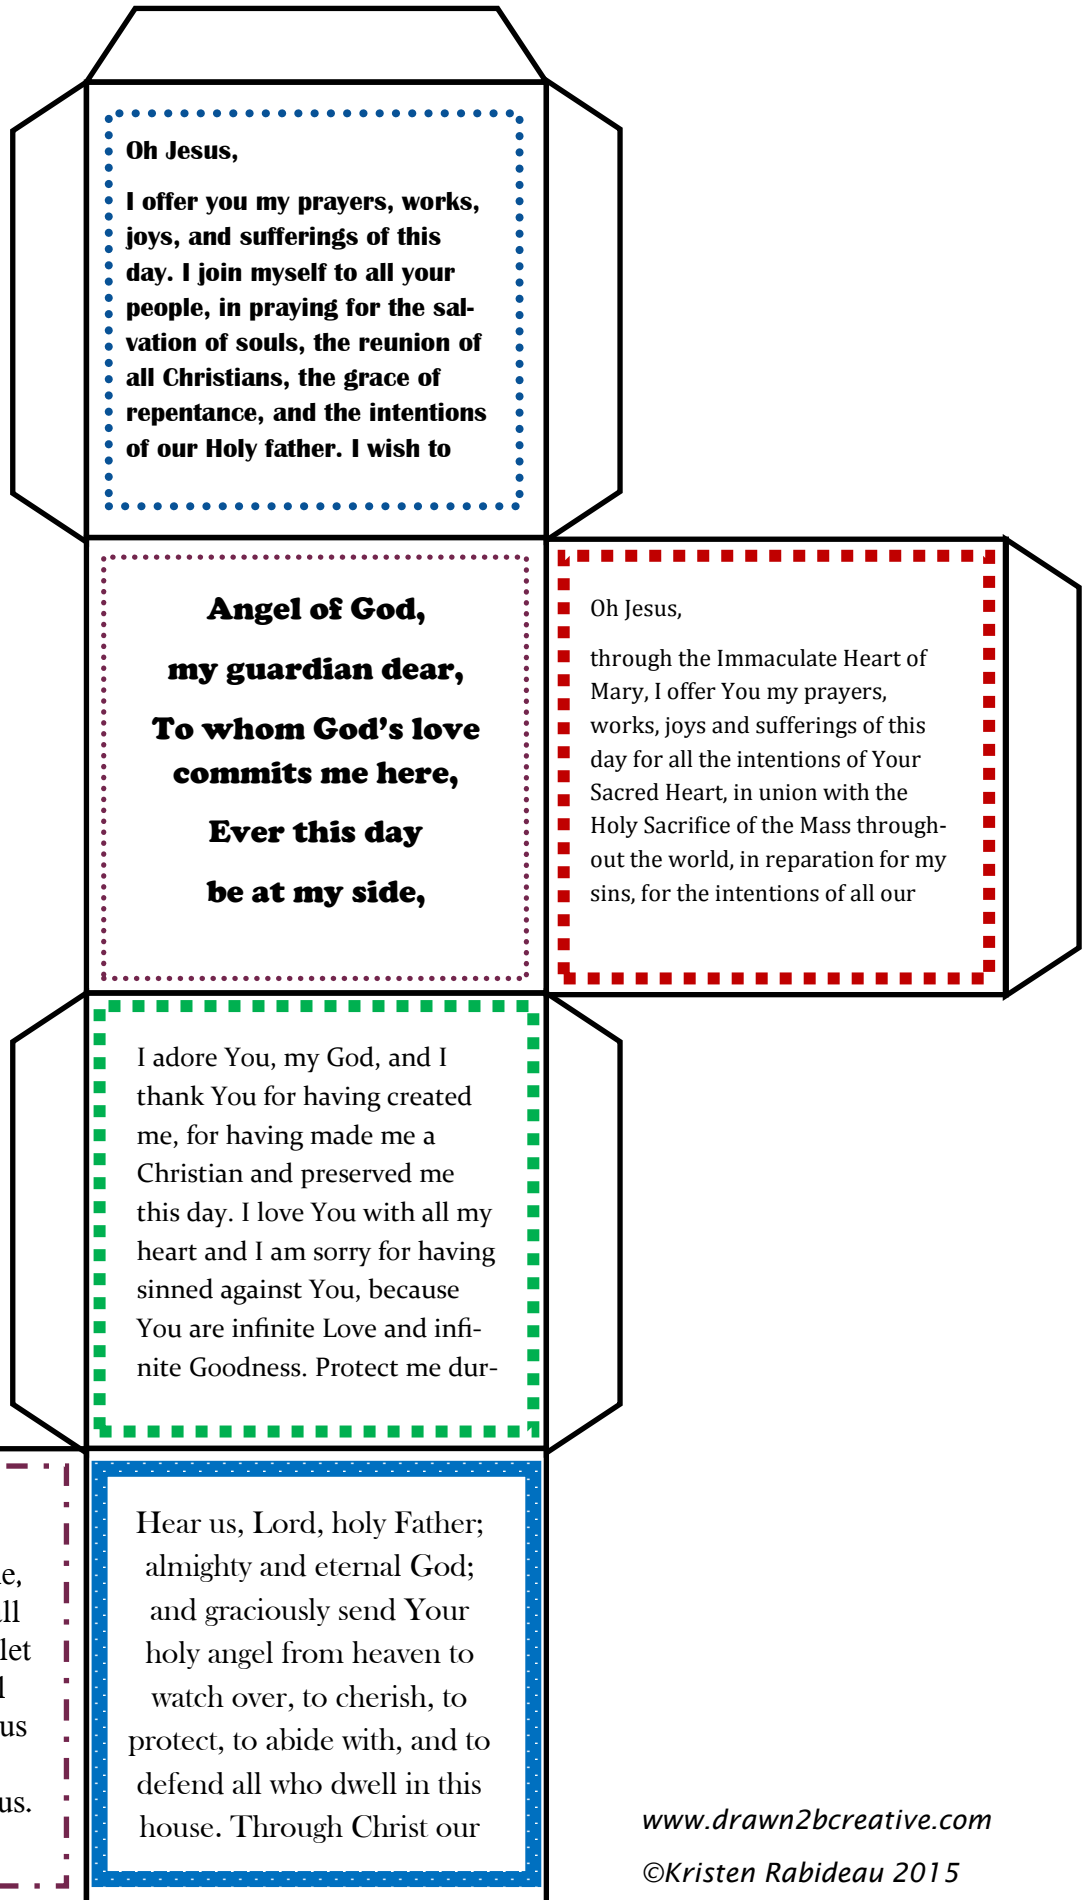 Oh Jesus,
I offer you my prayers, works,
joys, and sufferings of this
day. I join myself to all your
people, in praying for the sal-
vation of souls, the reunion of
all Christians, the grace of
repentance, and the intentions
of our Holy father. I wish to
Angel of God,
my guardian dear,
To whom God's love
commits me here,
Ever this day
be at my side,
Oh Jesus,
through the Immaculate Heart of
Mary, I offer You my prayers,
works, joys and sufferings of this
day for all the intentions of Your
Sacred Heart, in union with the
Holy Sacrifice of the Mass through-
out the world, in reparation for my
sins, for the intentions of all our
I adore You, my God, and I
thank You for having created
me, for having made me a
Christian and preserved me
this day. I love You with all my
heart and I am sorry for having
sinned against You, because
You are infinite Love and infi-
nite Goodness. Protect me dur-
let
us
us.
Hear us, Lord, holy Father;
almighty and eternal God;
and graciously send Your
holy angel from heaven to
watch over, to cherish, to
protect, to abide with, and to
defend all who dwell in this
house. Through Christ our
www.drawn2bcreative.com
©Kristen Rabideau 2015